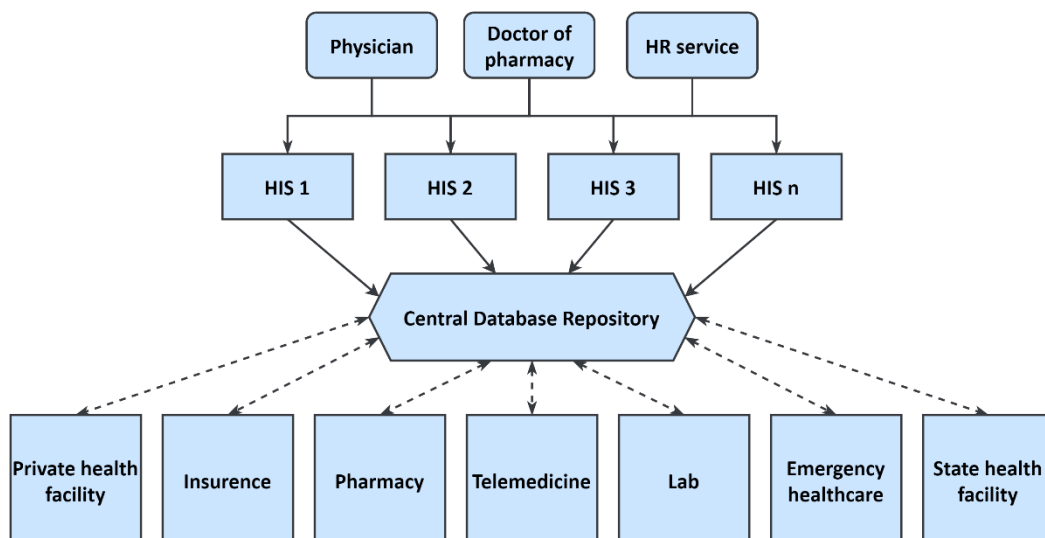 Physician
Doctor of
pharmacy
HR service
HIS 1
HIS 2
HIS 3
HIS n
Central Database Repository
Private health
facility
Insurence
Pharmacy
Telemedicine
Lab
Emergency
healthcare
State health
facility